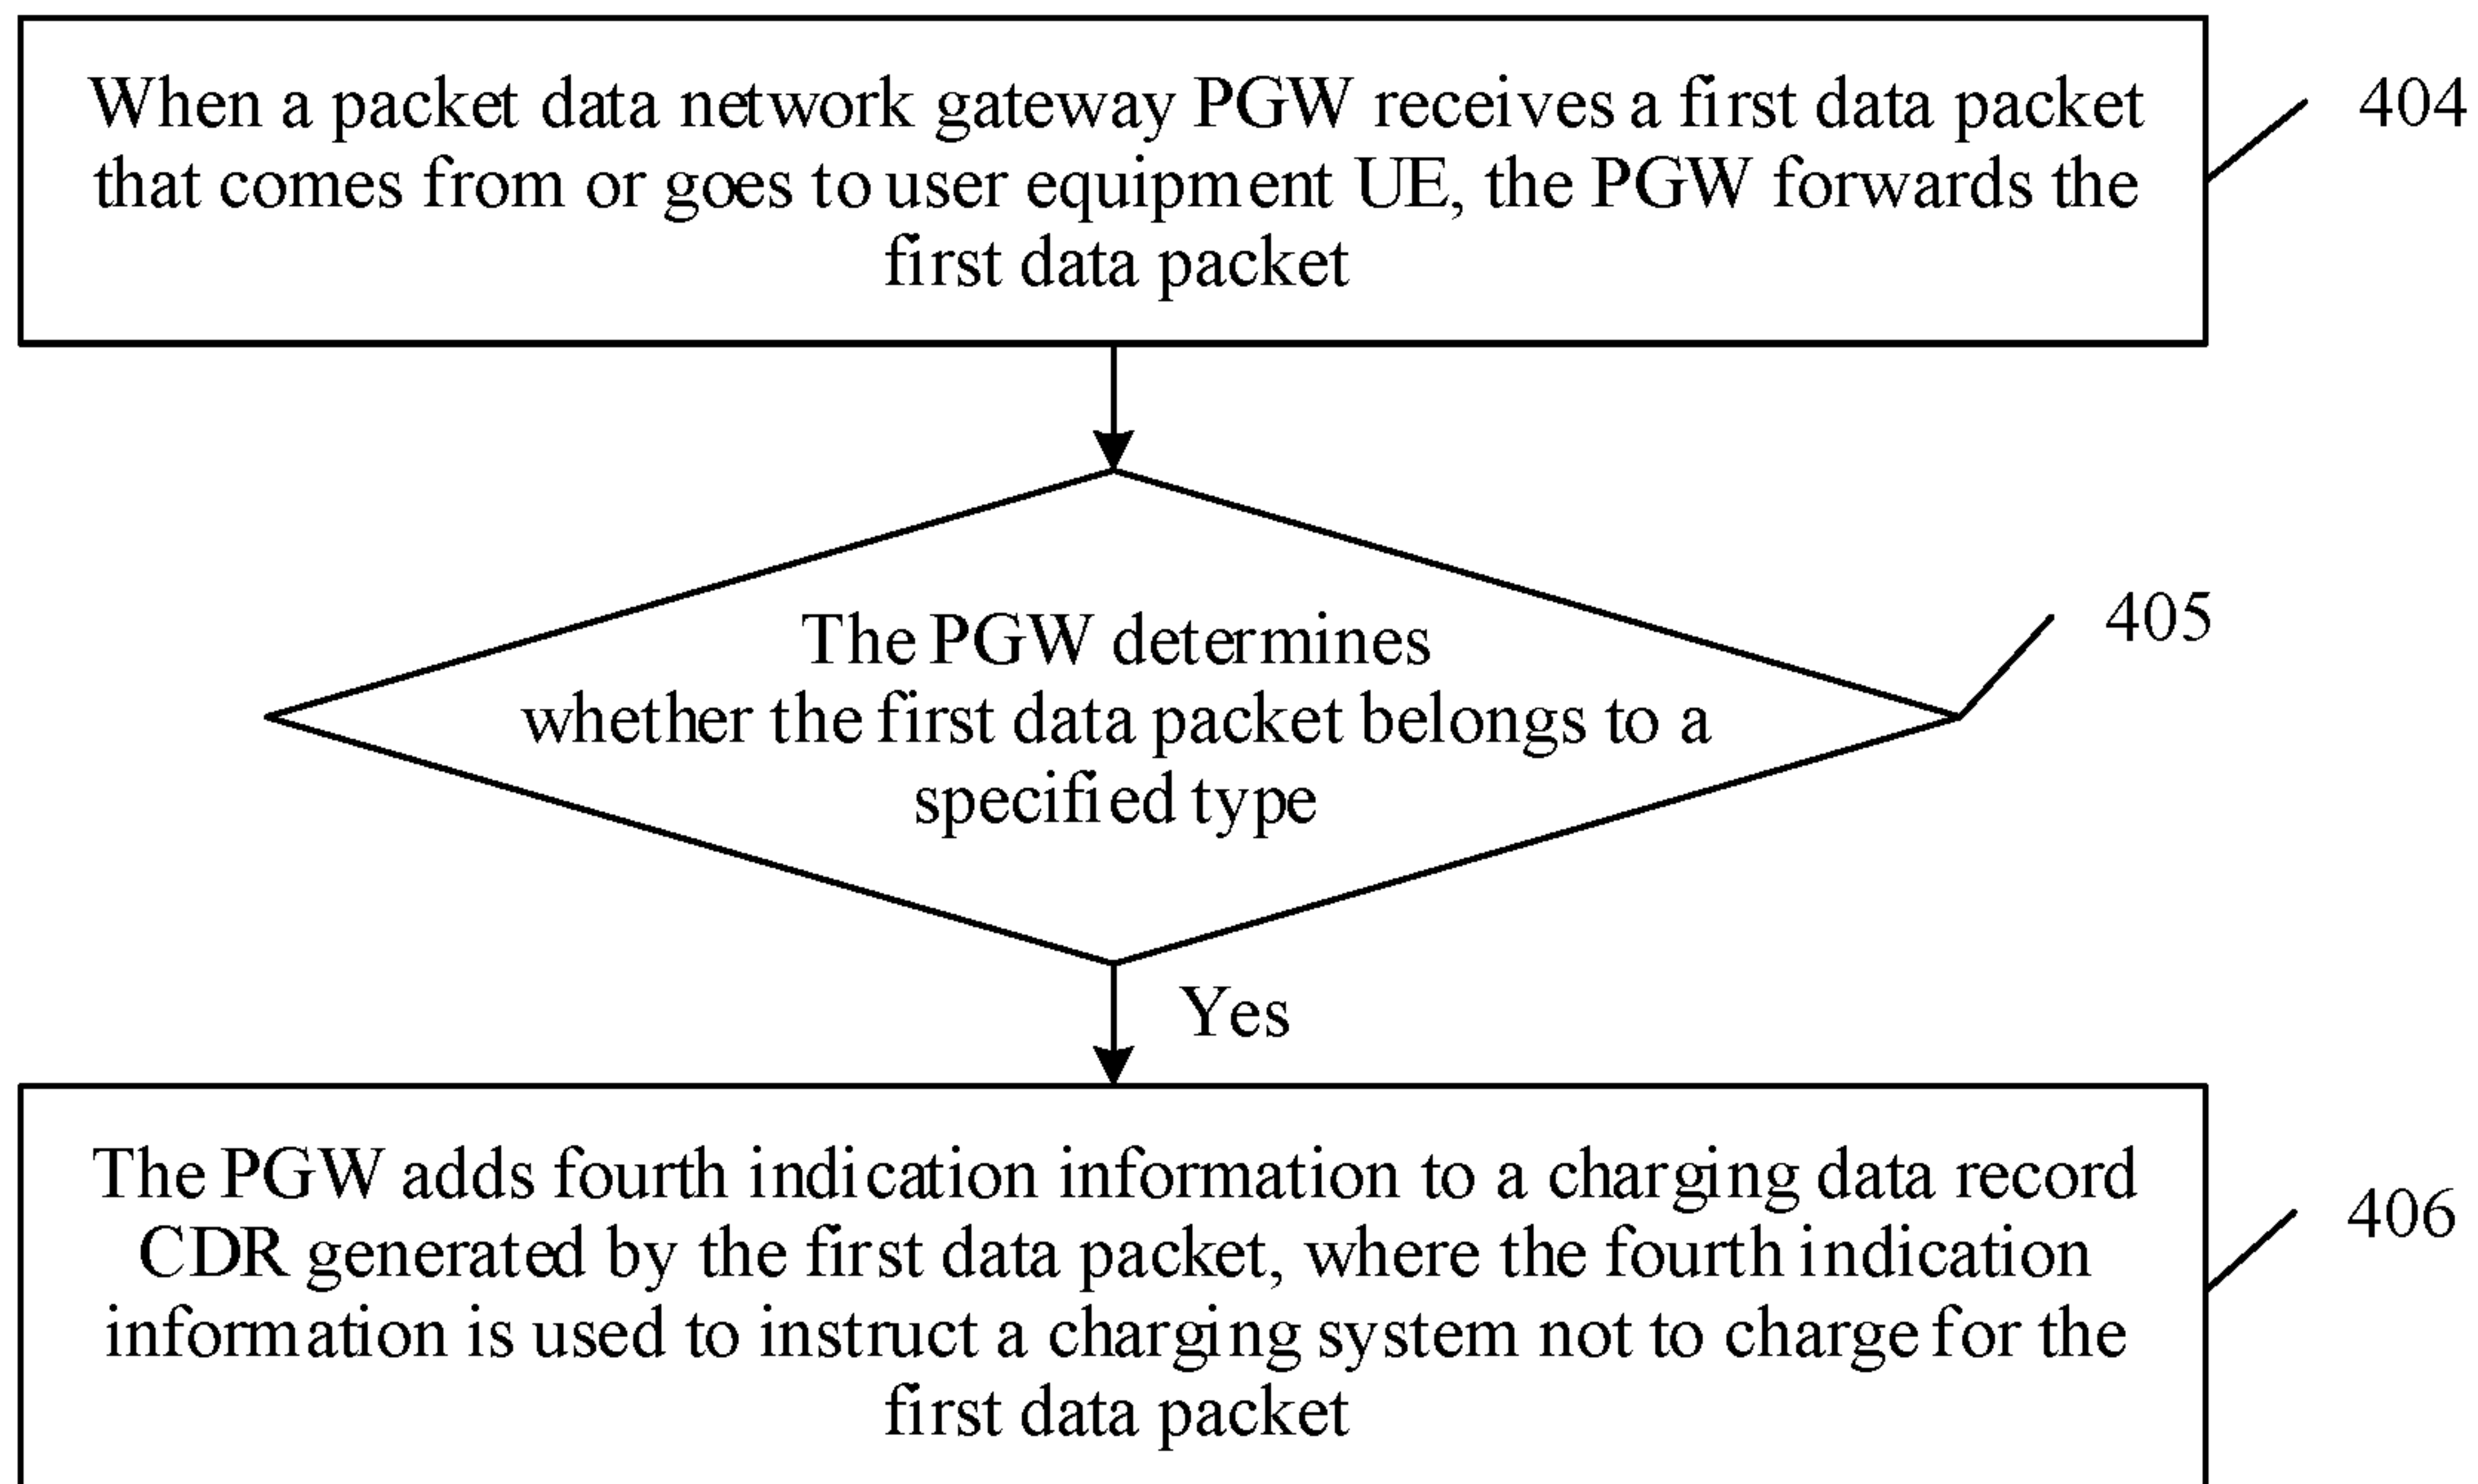 When a packet data network gateway PGW receives a first data packet
that comes from or goes to user equipment UE, the PGW forwards the
first data packet
404
The PGW determines
whether the first data packet belongs to a
specified type
405
Yes
The PGW adds fourth indication information to a charging data record
CDR generated by the first data packet, where the fourth indication
information is used to instruct a charging system not to charge for the
first data packet
406